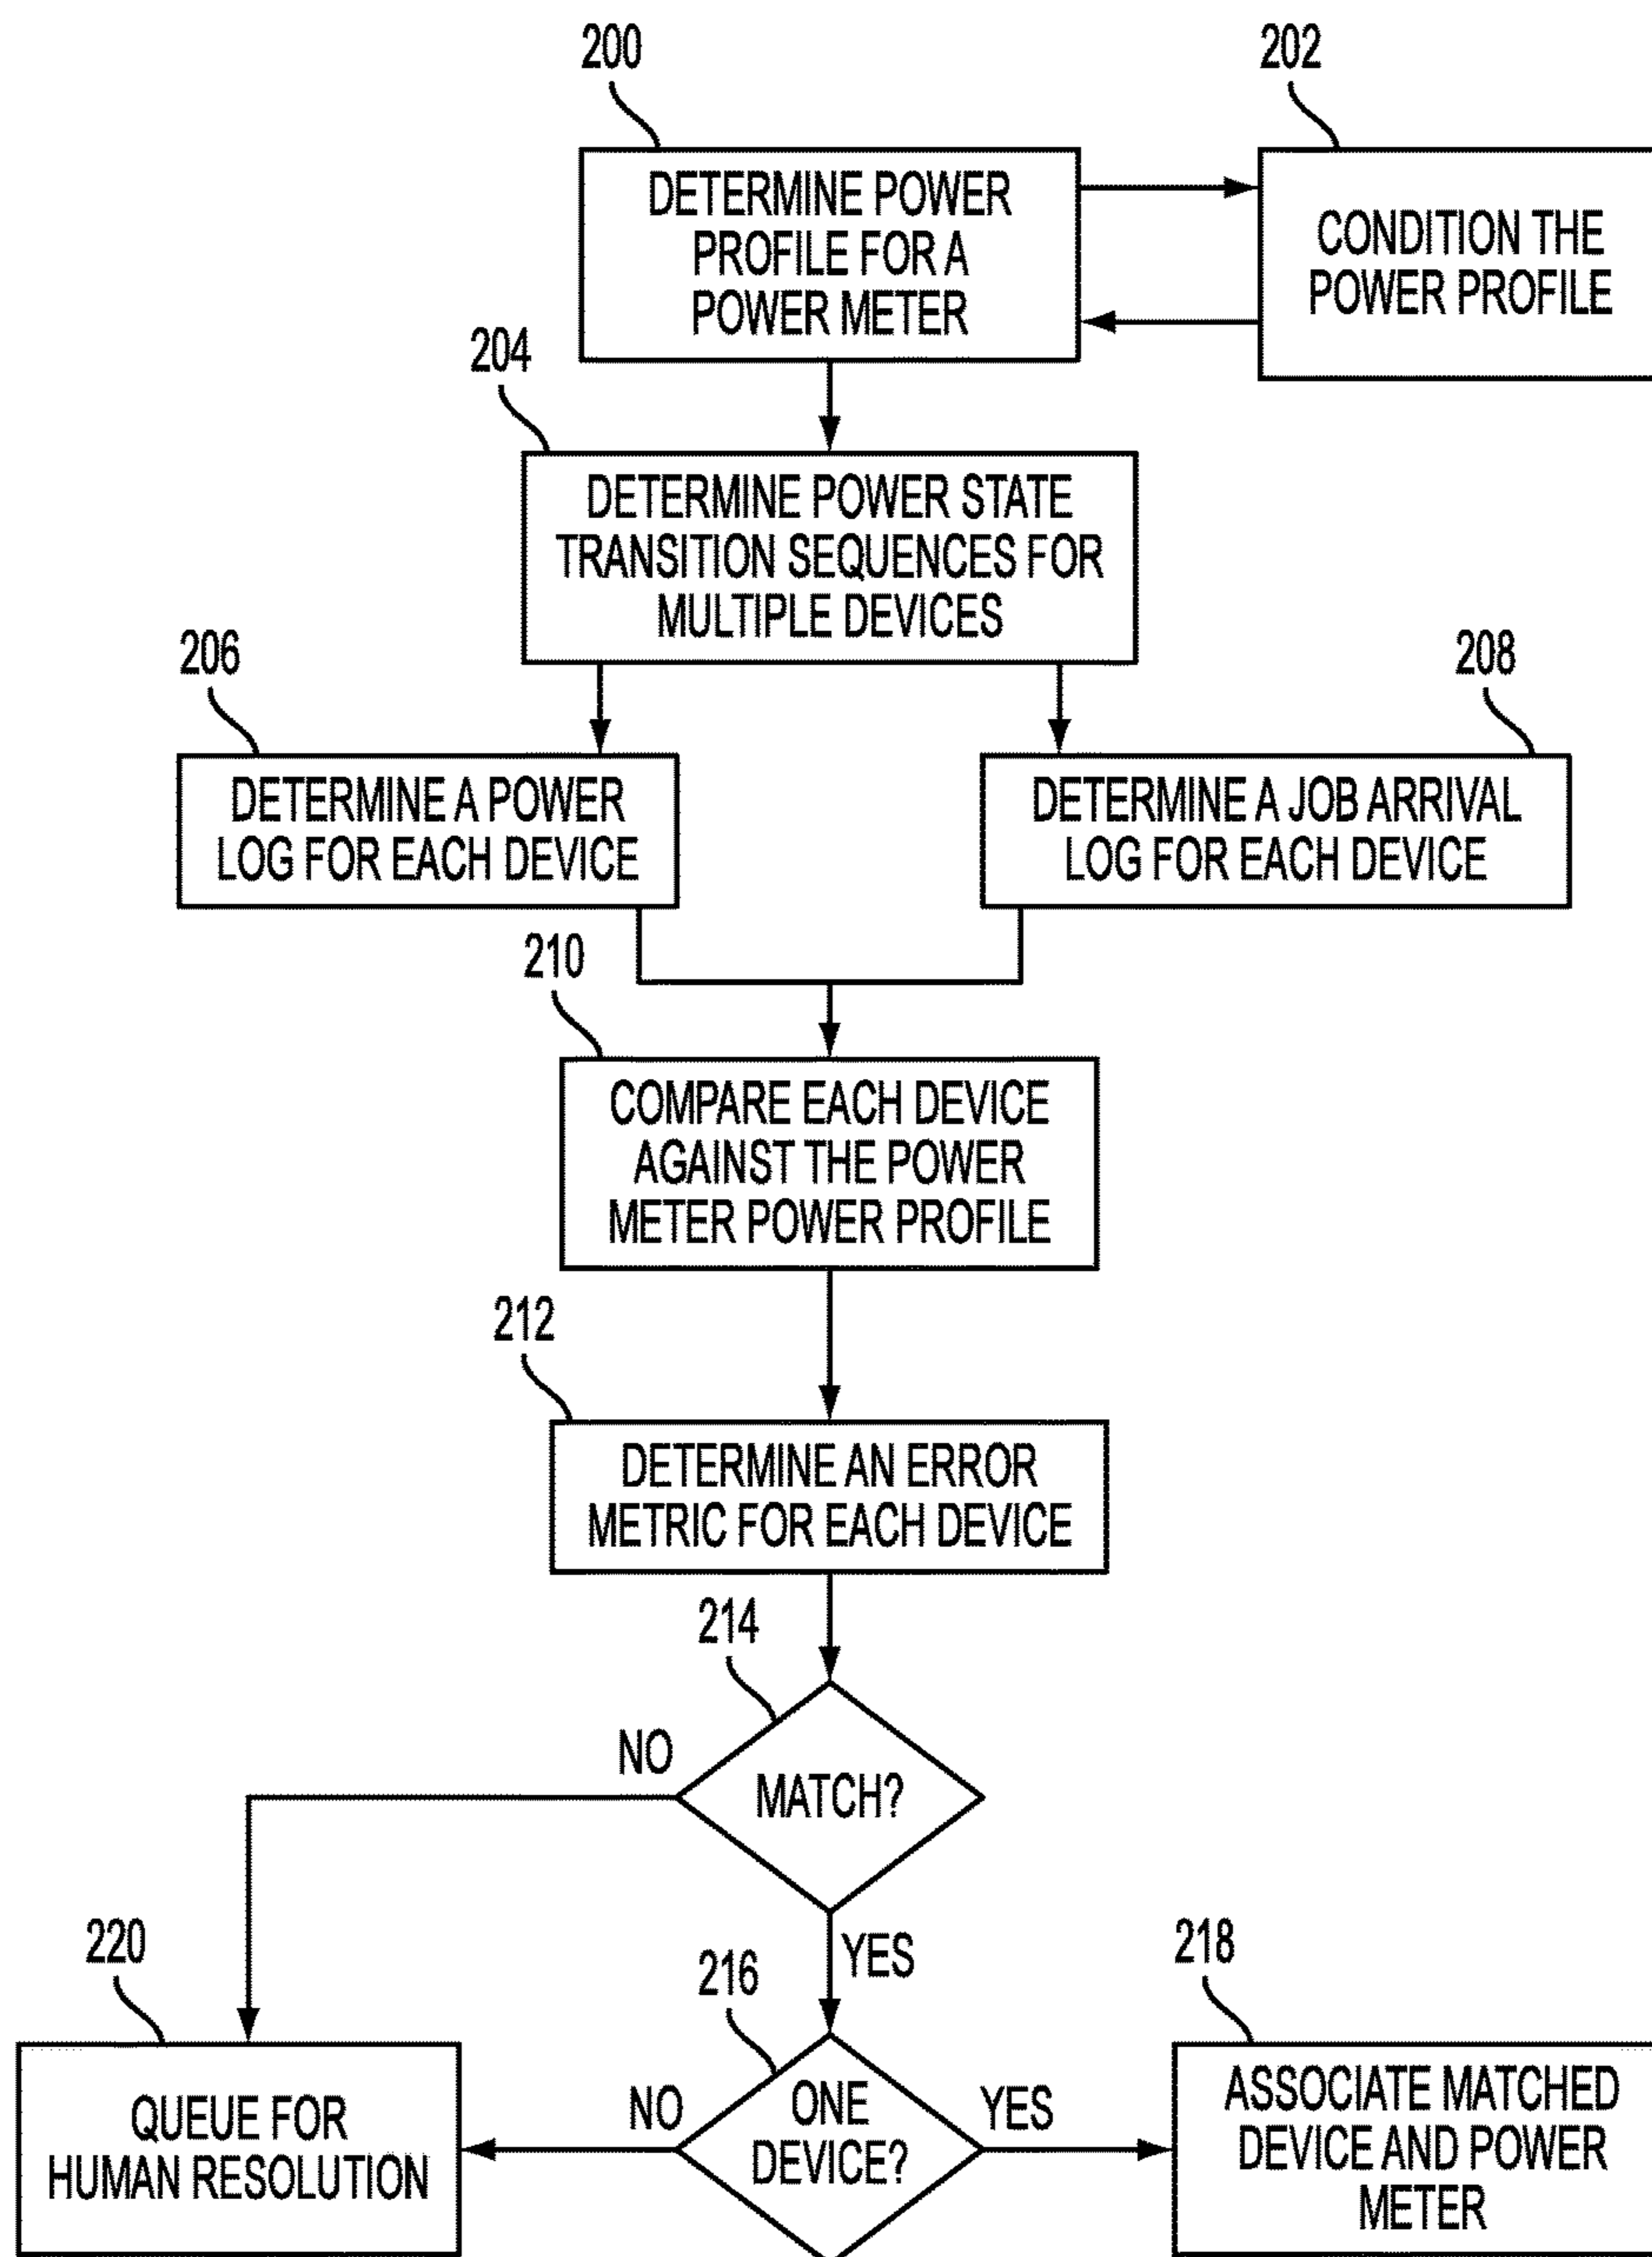 200
202
DETERMINE POWER
PROFILE FOR A
POWER METER
CONDITION THE
POWER PROFILE
204
DETERMINE POWER STATE
TRANSITION SEQUENCES FOR
MULTIPLE DEVICES
206
208
DETERMINE A POWER
LOG FOR EACH DEVICE
DETERMINE A JOB ARRIVAL
LOG FOR EACH DEVICE
210
COMPARE EACH DEVICE
AGAINST THE POWER
METER POWER PROFILE
212
DETERMINE AN ERROR
METRIC FOR EACH DEVICE
214
NO
MATCH?
YES
220
216
218
QUEUE FOR
HUMAN RESOLUTION
NO
ONE
DEVICE?
YES
ASSOCIATE MATCHED
DEVICE AND POWER
METER